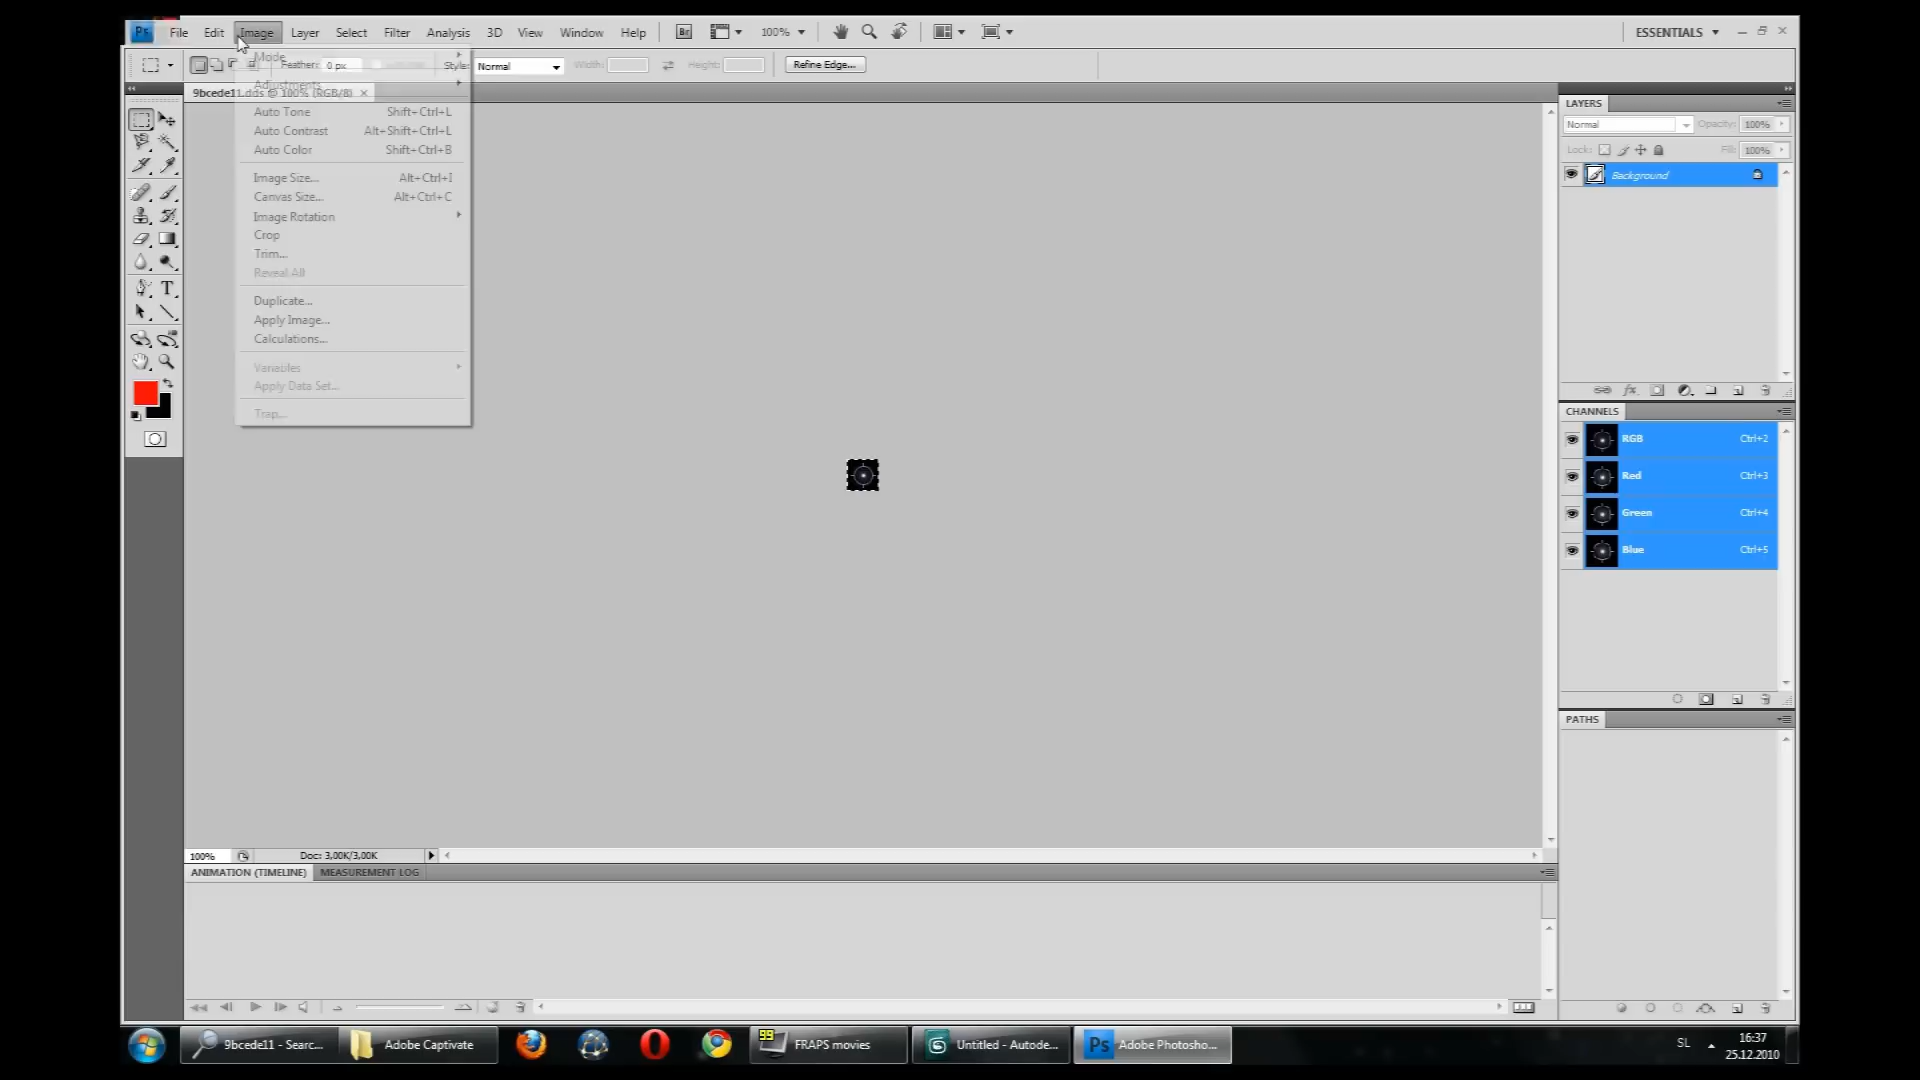 Ps File Edit Image Layer Select Filter Analysis 3D View Window Help Br 100% ESSENTIALS
Feather: 0 px Style: Normal Width: Height: Refine Edge...
9bcede11.dds @ 100% (RGB/8)
Mode
Adjustments
Auto Tone Shift+Ctrl+L
Auto Contrast Alt+Shift+Ctrl+L
Auto Color Shift+Ctrl+B
Image Size... Alt+Ctrl+I
Canvas Size... Alt+Ctrl+C
Image Rotation
Crop
Trim...
Reveal All
Duplicate...
Apply Image...
Calculations...
Variables
Apply Data Set...
Trap...
LAYERS
Normal Opacity: 100%
Lock: Fill: 100%
Background
CHANNELS
RGB Ctrl+2
Red Ctrl+3
Green Ctrl+4
Blue Ctrl+5
PATHS
100% Doc: 3,00K/3,00K
ANIMATION (TIMELINE) MEASUREMENT LOG
9bcede11 - Searc... Adobe Captivate 99 FRAPS movies Untitled - Autode... Ps Adobe Photosho... SL 16:37
25.12.2010